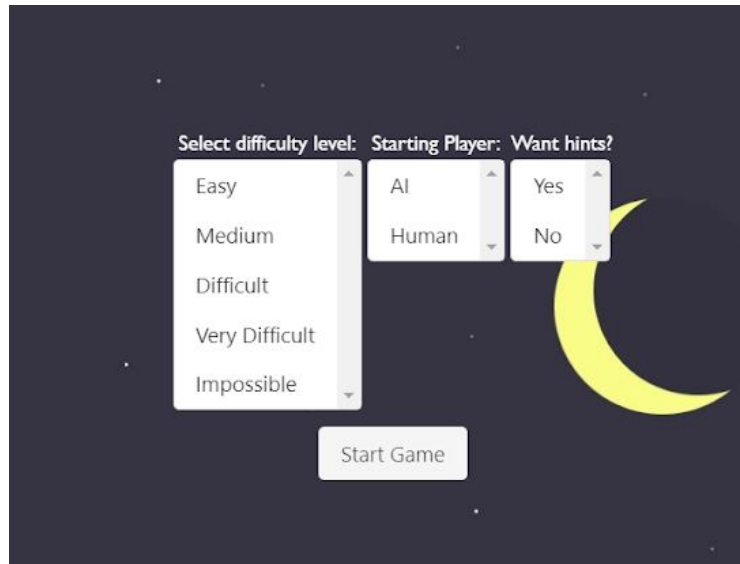 Select difficulty level:
Easy
Medium
Difficult
Very Difficult
Impossible
Starting Player:
AI
Human
Want hints?
Yes
No
Start Game